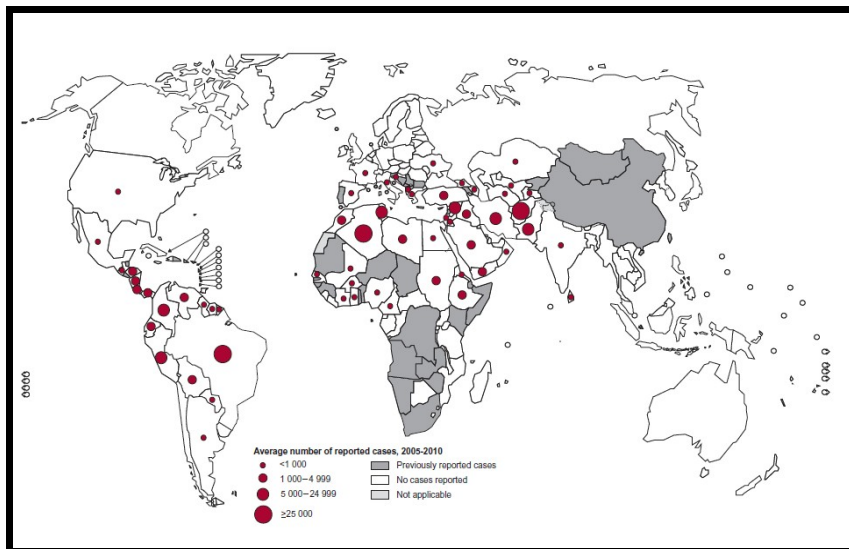 Average number of reported cases, 2005-2010
<1 000
1 000—4 999
5 000—24 999
≥25 000
Previously reported cases
No cases reported
Not applicable